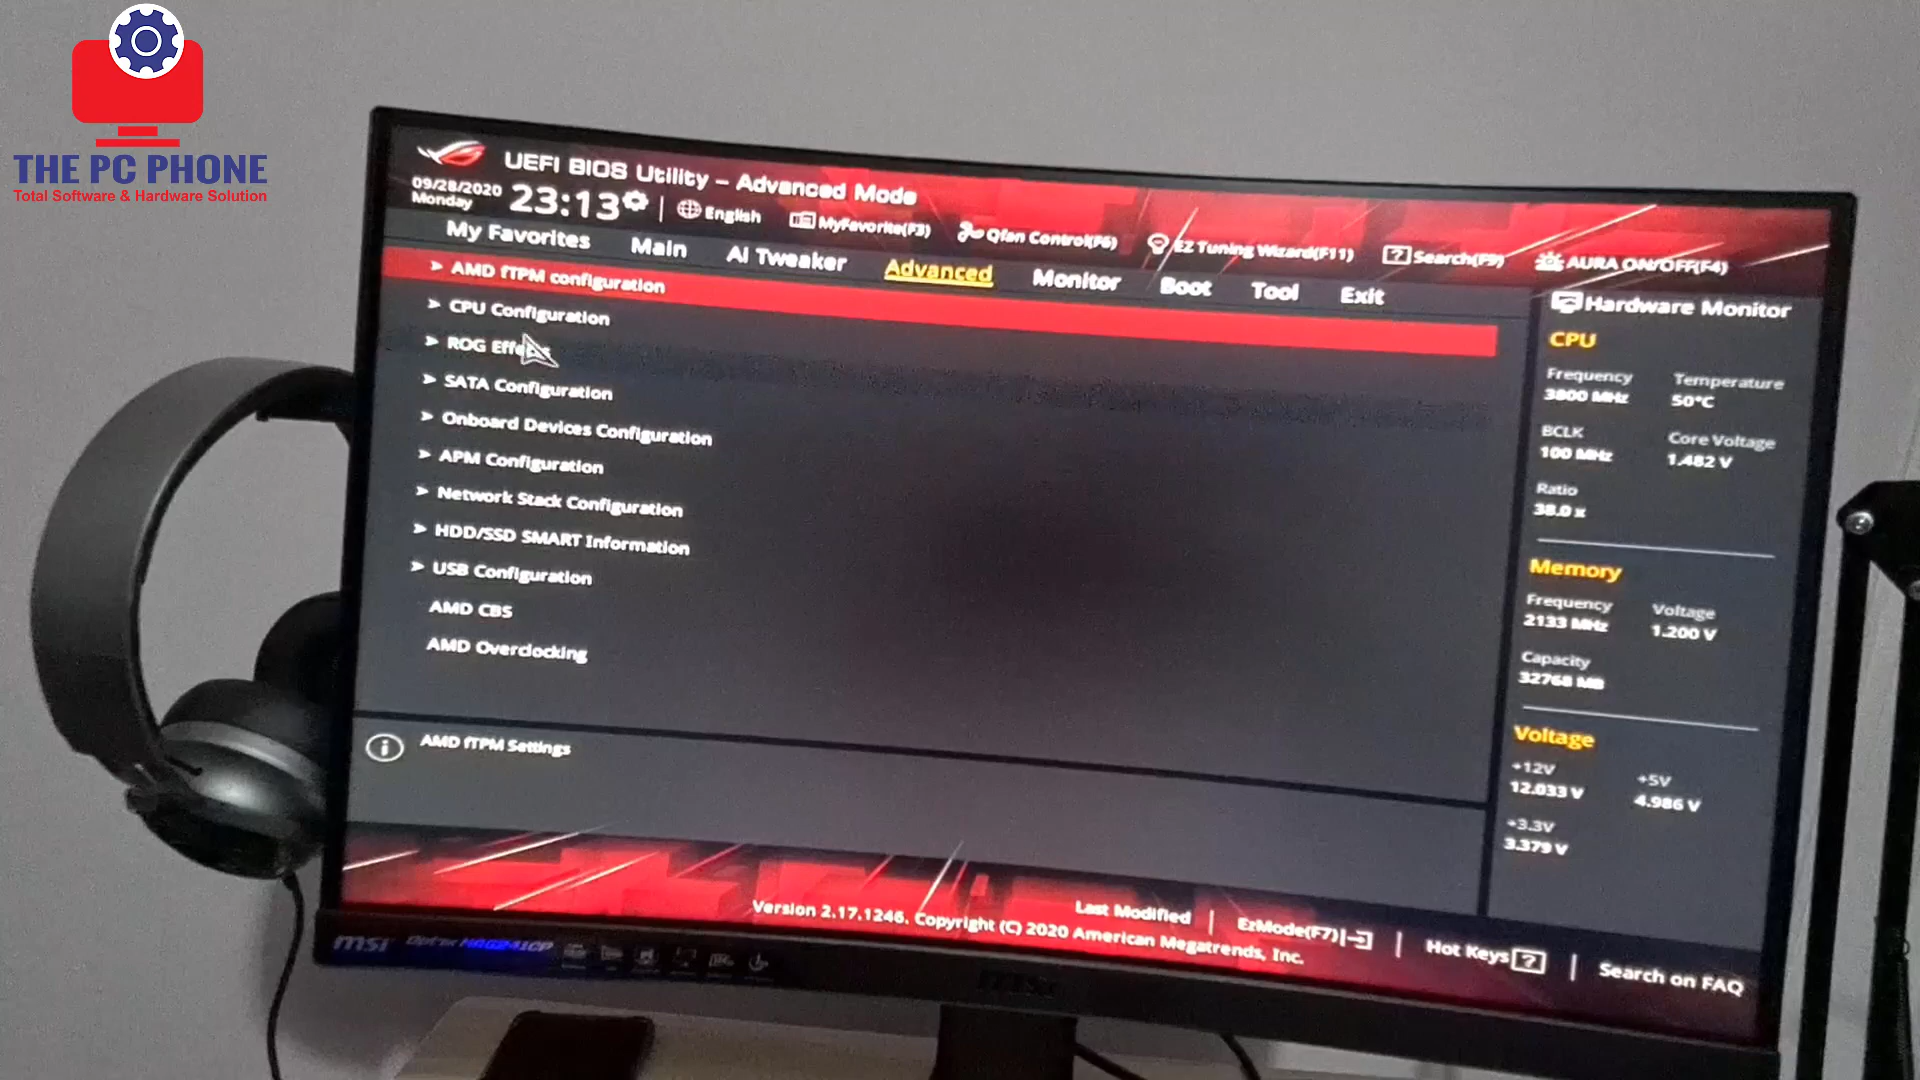 THE PC PHONE
Total Software & Hardware Solution
UEFI BIOS Utility – Advanced Mode
09/28/2020
Monday
23:13
English
MyFavorite(F3)
Qfan Control(F6)
EZ Tuning Wizard(F11)
Search(F9)
AURA ON/OFF(F4)
My Favorites
Main
AI Tweaker
Advanced
Monitor
Boot
Tool
Exit
> AMD fTPM configuration
> CPU Configuration
> ROG Effects
> SATA Configuration
> Onboard Devices Configuration
> APM Configuration
> Network Stack Configuration
> HDD/SSD SMART Information
> USB Configuration
AMD CBS
AMD Overclocking
AMD fTPM Settings
Hardware Monitor
CPU
Frequency Temperature
3800 MHz 50°C
BCLK Core Voltage
100 MHz 1.482 V
Ratio
38.0 x
Memory
Frequency Voltage
2133 MHz 1.200 V
Capacity
32768 MB
Voltage
+12V +5V
12.033 V 4.986 V
+3.3V
3.379 V
Last Modified
EzMode(F7)
Hot Keys ?
Search on FAQ
Version 2.17.1246. Copyright (C) 2020 American Megatrends, Inc.
msi
Optix MAG241CP
msi